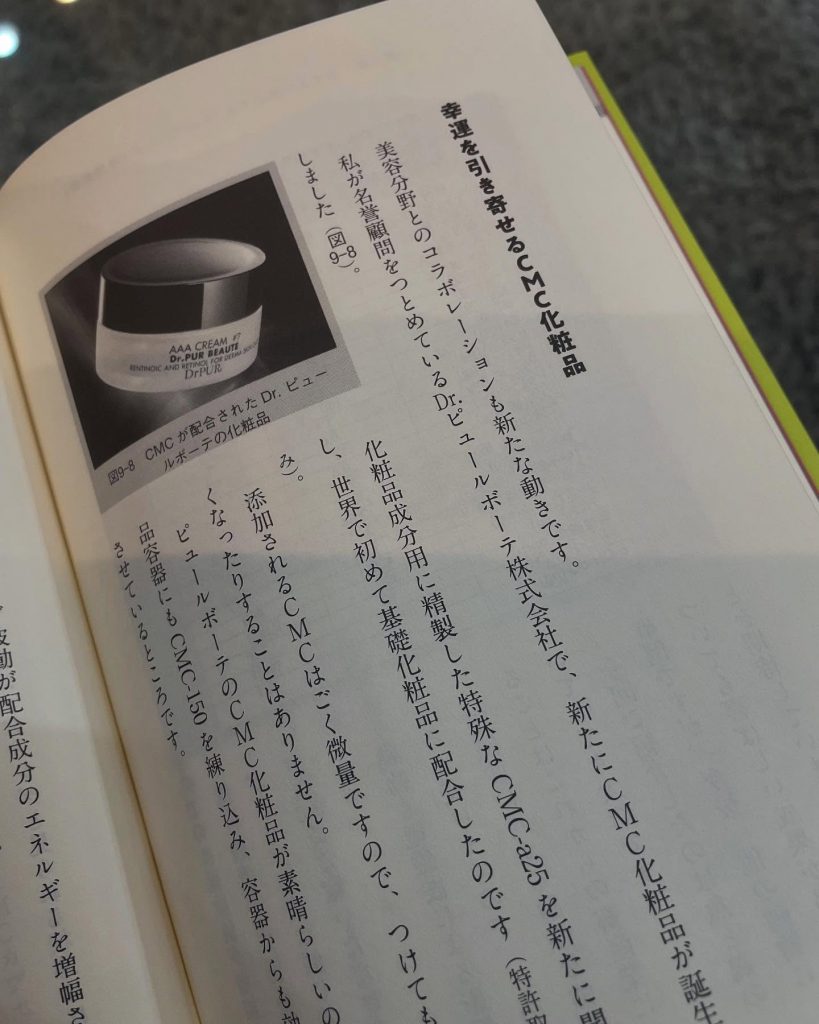 幸運を引き寄せるCMC化粧品
美容分野とのコラボレーションも新たな動きです。
私が名誉顧問をつとめているDr.ピュールボーテ株式会社で、新たにCMC化粧品が誕生
しました(図9-8)。
化粧品成分用に精製した特殊なCMC-a25を新たに開
し、世界で初めて基礎化粧品に配合したのです(特許取
み)。
添加されるCMCはごく微量ですので、つけても
くなったりすることはありません。
ピュールボーテのCMC化粧品が素晴らしいの
品容器にもCMC-150を練り込み、容器からも効
させているところです。
AAA CREAM #7
Dr.PUR BEAUTE
RENTINOIC AND RETINOL FOR DERMA
DrPUR
図9-8 CMCが配合されたDr.ピュー
ルボーテの化粧品
波動が配合成分のエネルギーを増幅さ